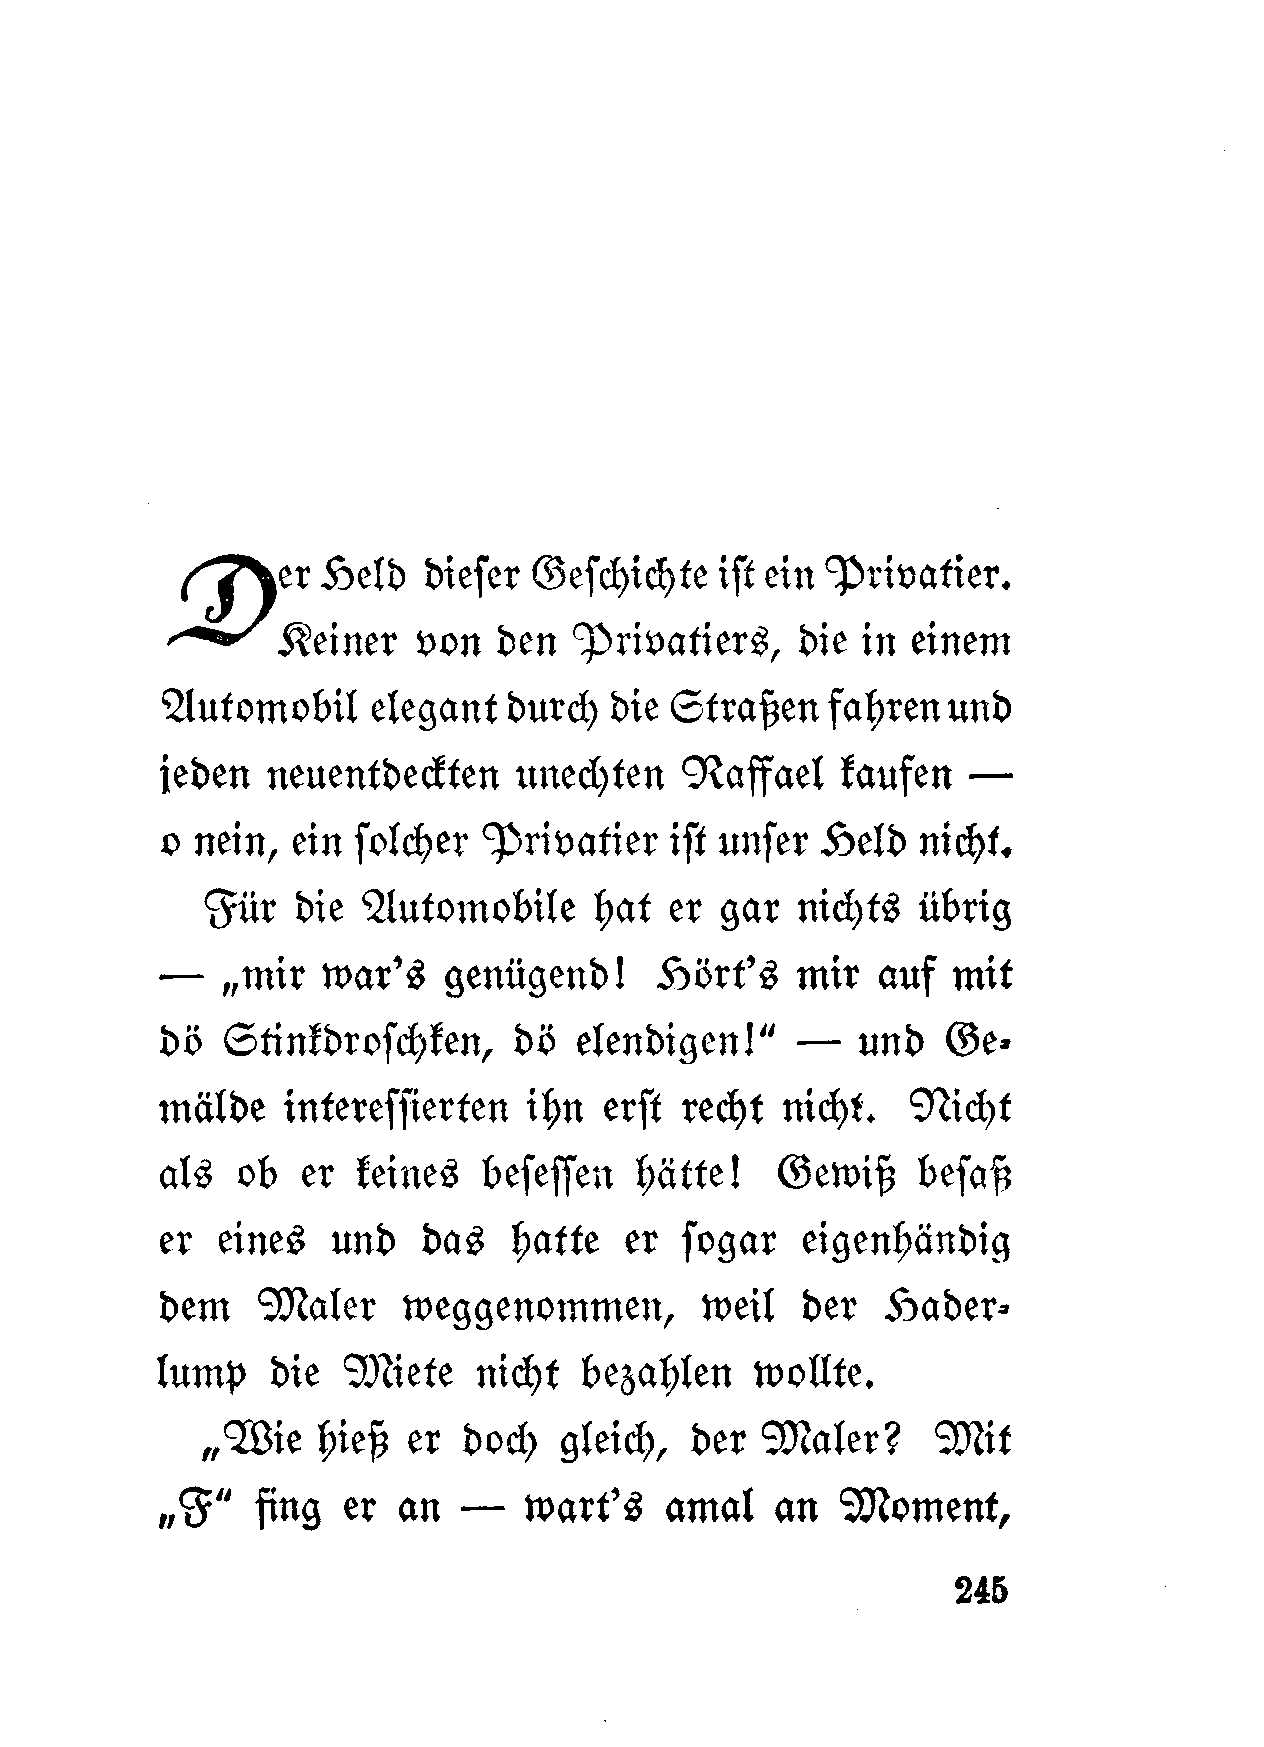 Der Held dieser Geschichte ist ein Privatier.
Keiner von den Privatiers, die in einem
Automobil elegant durch die Straßen fahren und
jeden neuentdeckten unechten Raffael kaufen —
o nein, ein solcher Privatier ist unser Held nicht.
Für die Automobile hat er gar nichts übrig
— „mir war's genügend! Hört's mir auf mit
dö Stinkdroschken, dö elendigen!“ — und Ge-
mälde interessierten ihn erst recht nicht. Nicht
als ob er keines besessen hätte! Gewiß besaß
er eines und das hatte er sogar eigenhändig
dem Maler weggenommen, weil der Hader-
lump die Miete nicht bezahlen wollte.
„Wie hieß er doch gleich, der Maler? Mit
„F“ fing er an — wart's amal an Moment,
245